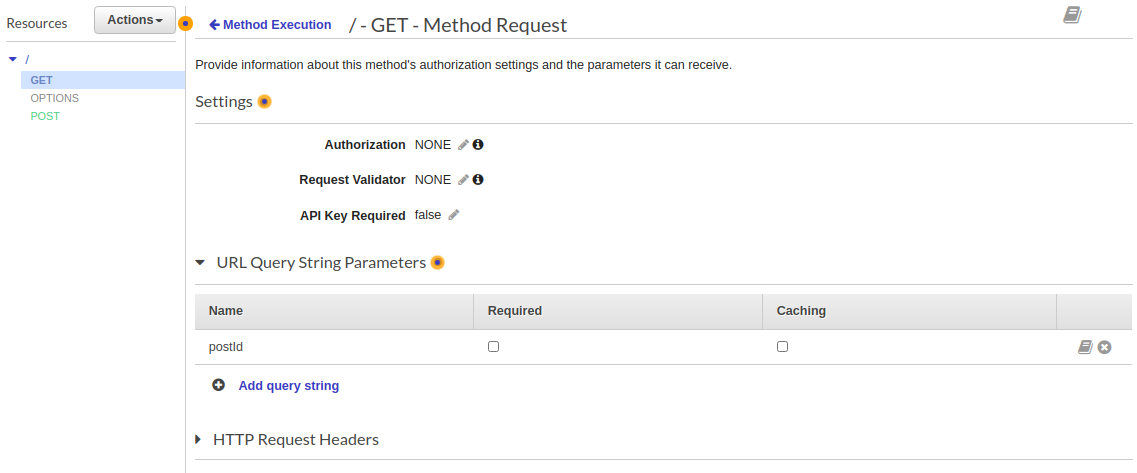 Resources
Actions
Method Execution
/ - GET - Method Request
/
GET
OPTIONS
POST
Provide information about this method's authorization settings and the parameters it can receive.
Settings
Authorization NONE
Request Validator NONE
API Key Required false
URL Query String Parameters
Name Required Caching
postId
Add query string
HTTP Request Headers